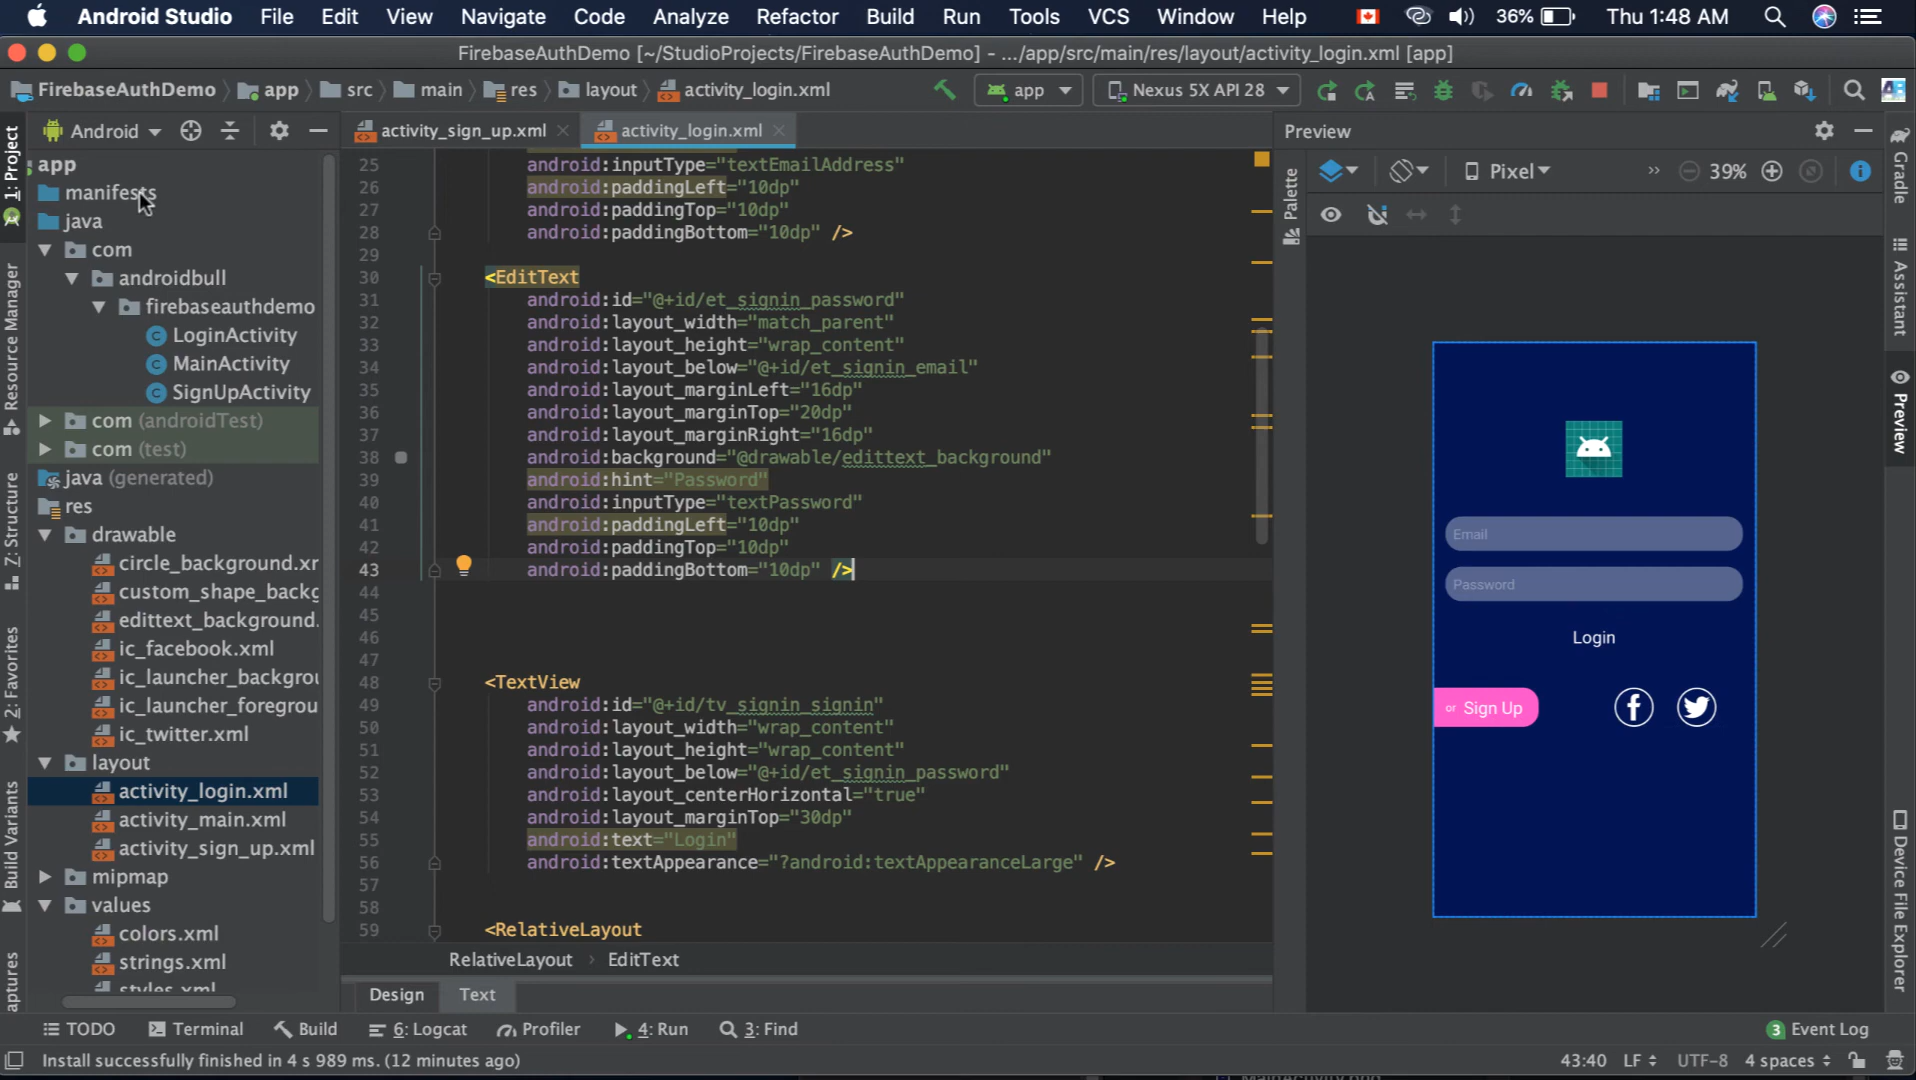 Android Studio File Edit View Navigate Code Analyze Refactor Build Run Tools VCS Window Help 36% Thu 1:48 AM
FirebaseAuthDemo [~/StudioProjects/FirebaseAuthDemo] – .../app/src/main/res/layout/activity_login.xml [app]
FirebaseAuthDemo app src main res layout activity_login.xml app Nexus 5X API 28
Android
activity_sign_up.xml activity_login.xml
Preview
1: Project
Resource Manager
Z: Structure
2: Favorites
Build Variants
aptures
app
manifests
java
com
androidbull
firebaseauthdemo
LoginActivity
MainActivity
SignUpActivity
com (androidTest)
com (test)
java (generated)
res
drawable
circle_background.xr
custom_shape_backg
edittext_background.
ic_facebook.xml
ic_launcher_backgrou
ic_launcher_foregrou
ic_twitter.xml
layout
activity_login.xml
activity_main.xml
activity_sign_up.xml
mipmap
values
colors.xml
strings.xml
styles.xml
25 android:inputType="textEmailAddress"
26 android:paddingLeft="10dp"
27 android:paddingTop="10dp"
28 android:paddingBottom="10dp" />
29
30 <EditText
31 android:id="@+id/et_signin_password"
32 android:layout_width="match_parent"
33 android:layout_height="wrap_content"
34 android:layout_below="@+id/et_signin_email"
35 android:layout_marginLeft="16dp"
36 android:layout_marginTop="20dp"
37 android:layout_marginRight="16dp"
38 android:background="@drawable/edittext_background"
39 android:hint="Password"
40 android:inputType="textPassword"
41 android:paddingLeft="10dp"
42 android:paddingTop="10dp"
43 android:paddingBottom="10dp" />
44
45
46
47
48 <TextView
49 android:id="@+id/tv_signin_signin"
50 android:layout_width="wrap_content"
51 android:layout_height="wrap_content"
52 android:layout_below="@+id/et_signin_password"
53 android:layout_centerHorizontal="true"
54 android:layout_marginTop="30dp"
55 android:text="Login"
56 android:textAppearance="?android:textAppearanceLarge" />
57
58
59 <RelativeLayout
RelativeLayout › EditText
Design Text
Palette
Pixel » 39%
Email
Password
Login
or Sign Up
Gradle
Assistant
Preview
Device File Explorer
TODO Terminal Build 6: Logcat Profiler 4: Run 3: Find 3 Event Log
Install successfully finished in 4 s 989 ms. (12 minutes ago) 43:40 LF UTF-8 4 spaces